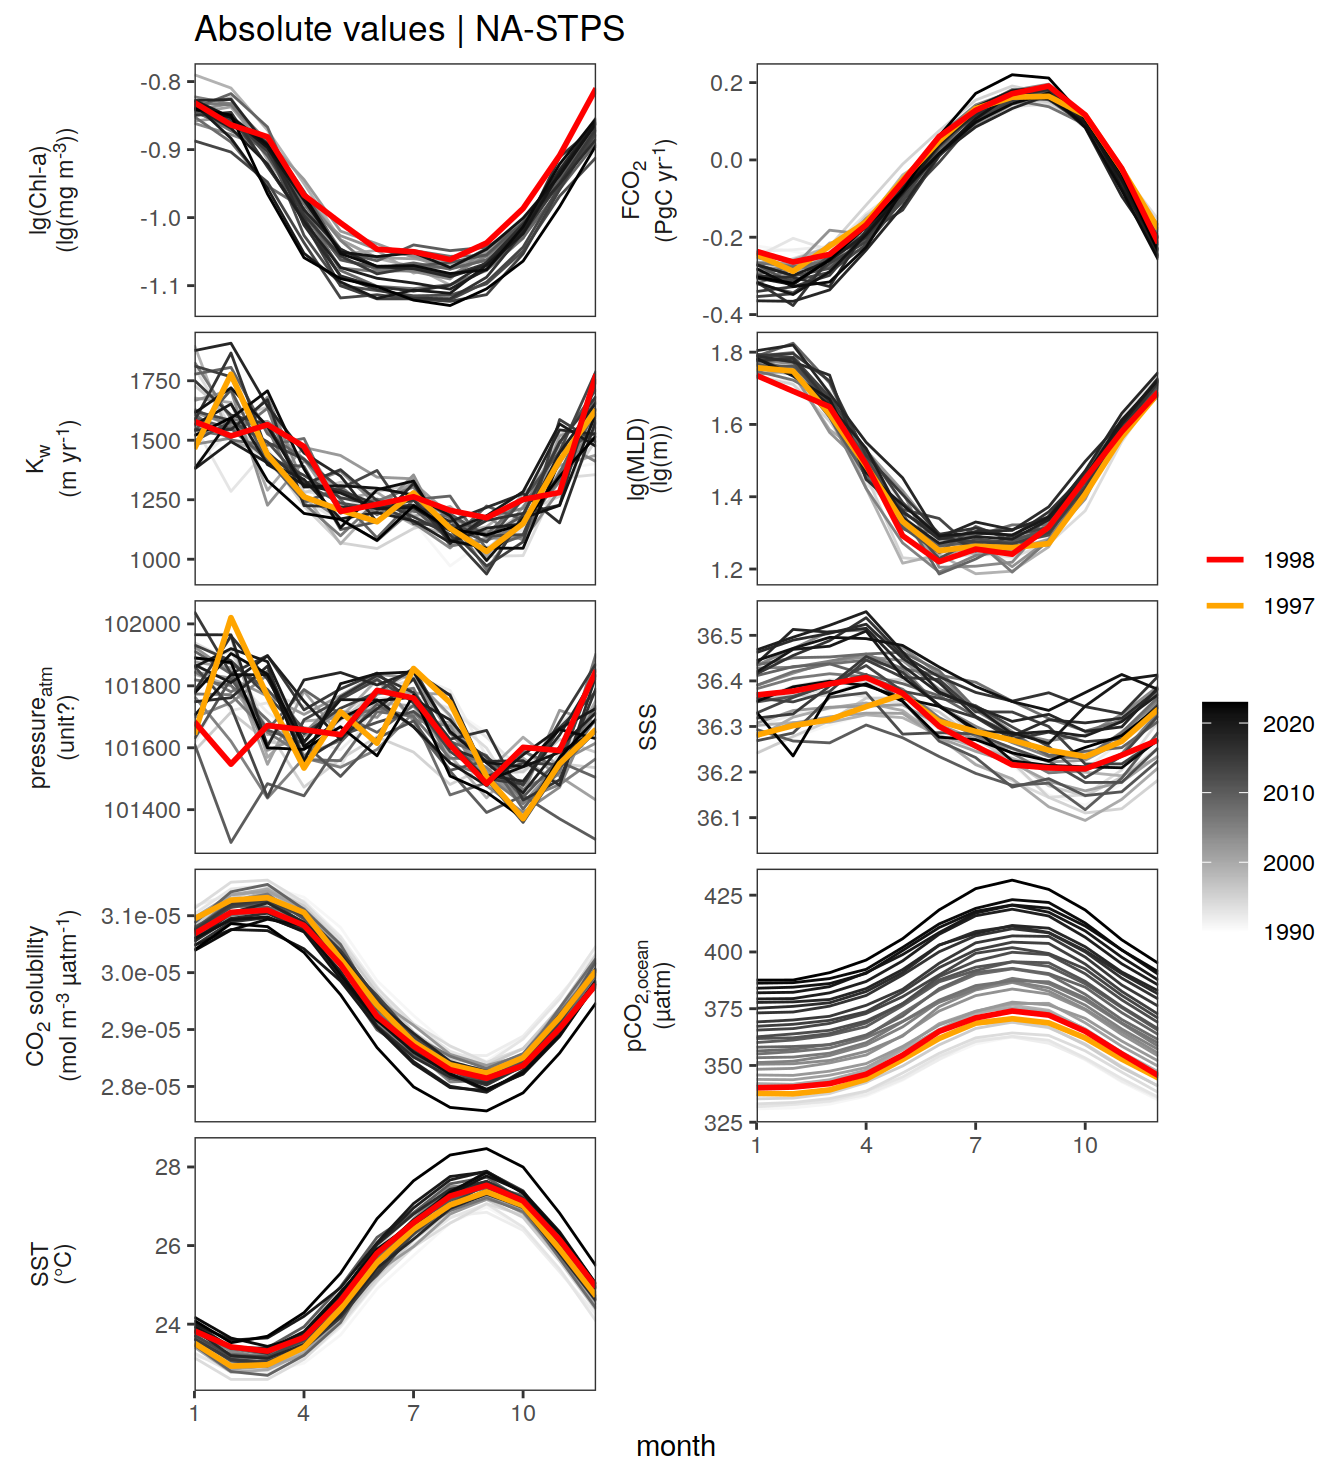 Absolute values | NA-STPS
lg(Chl-a)
(lg(mg m⁻³))
-0.8
-0.9
-1.0
-1.1
FCO₂
(PgC yr⁻¹)
0.2
0.0
-0.2
-0.4
K_w
(m yr⁻¹)
1750
1500
1250
1000
lg(MLD)
(lg(m))
1.8
1.6
1.4
1.2
pressure_atm
(unit?)
102000
101800
101600
101400
SSS
36.5
36.4
36.3
36.2
36.1
CO₂ solubility
(mol m⁻³ µatm⁻¹)
3.1e-05
3.0e-05
2.9e-05
2.8e-05
pCO₂,ocean
(µatm)
425
400
375
350
325
1 4 7 10
SST
(°C)
28
26
24
1 4 7 10
month
1998
1997
2020
2010
2000
1990